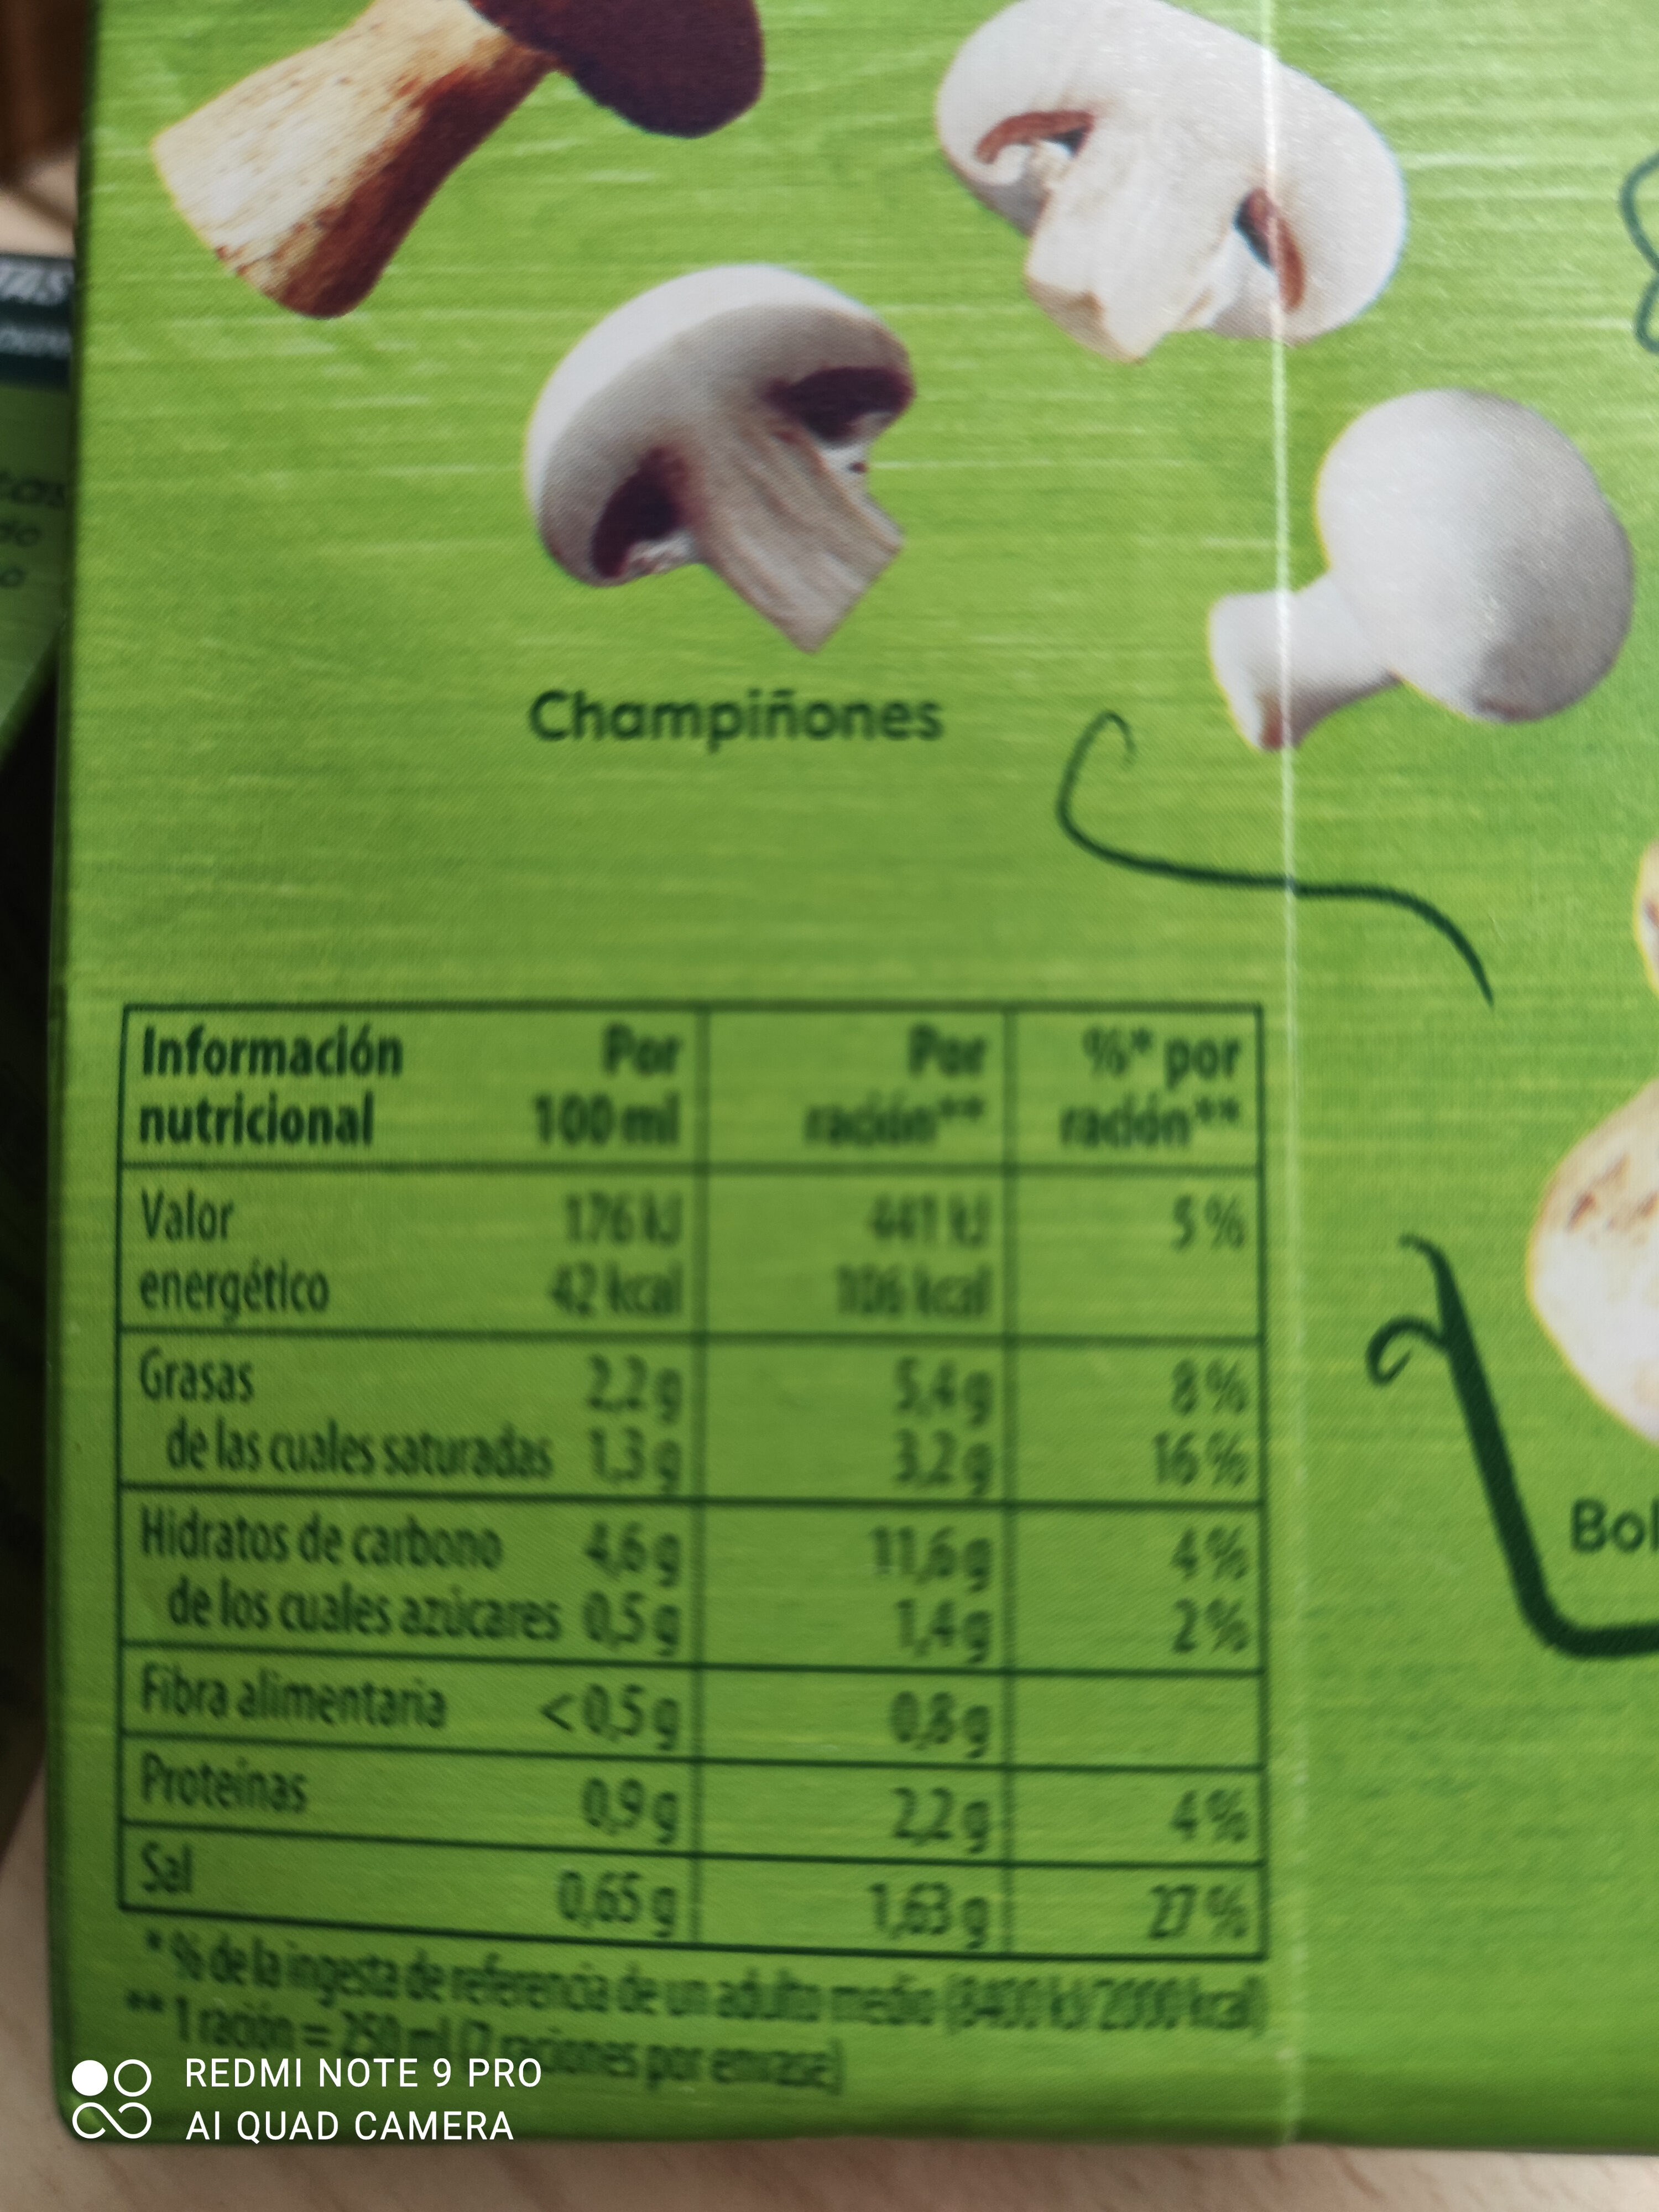 TAS
tas
Champiñones
Información Por Por %* por
nutricional 100 ml ración** ración**
Valor 176 kJ 441 kJ 5 %
energético 42 kcal 106 kcal
Grasas 2,2 g 5,4 g 8 %
de las cuales saturadas 1,3 g 3,2 g 16 %
Hidratos de carbono 4,6 g 11,6 g 4 %
de los cuales azúcares 0,5 g 1,4 g 2 %
Fibra alimentaria < 0,5 g 0,8 g
Proteínas 0,9 g 2,2 g 4 %
Sal 0,65 g 1,63 g 27 %
* % de la ingesta de referencia de un adulto medio (8400 kJ/2000 kcal)
** 1 ración = 250 ml (2 raciones por envase)
Bol
REDMI NOTE 9 PRO
AI QUAD CAMERA